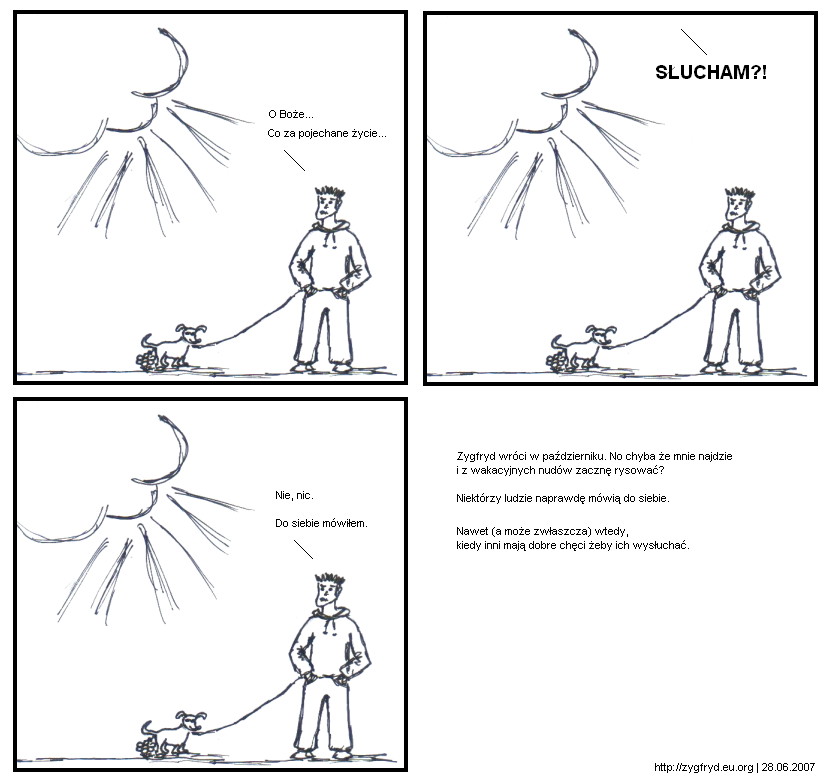 O Boże...
Co za pojechane życie...
SŁUCHAM?!
Nie, nic.
Do siebie mówiłem.
Zygfryd wróci w październiku. No chyba że mnie najdzie
i z wakacyjnych nudów zacznę rysować?
Niektórzy ludzie naprawdę mówią do siebie.
Nawet (a może zwłaszcza) wtedy,
kiedy inni mają dobre chęci żeby ich wysłuchać.
http://zygfryd.eu.org | 28.06.2007